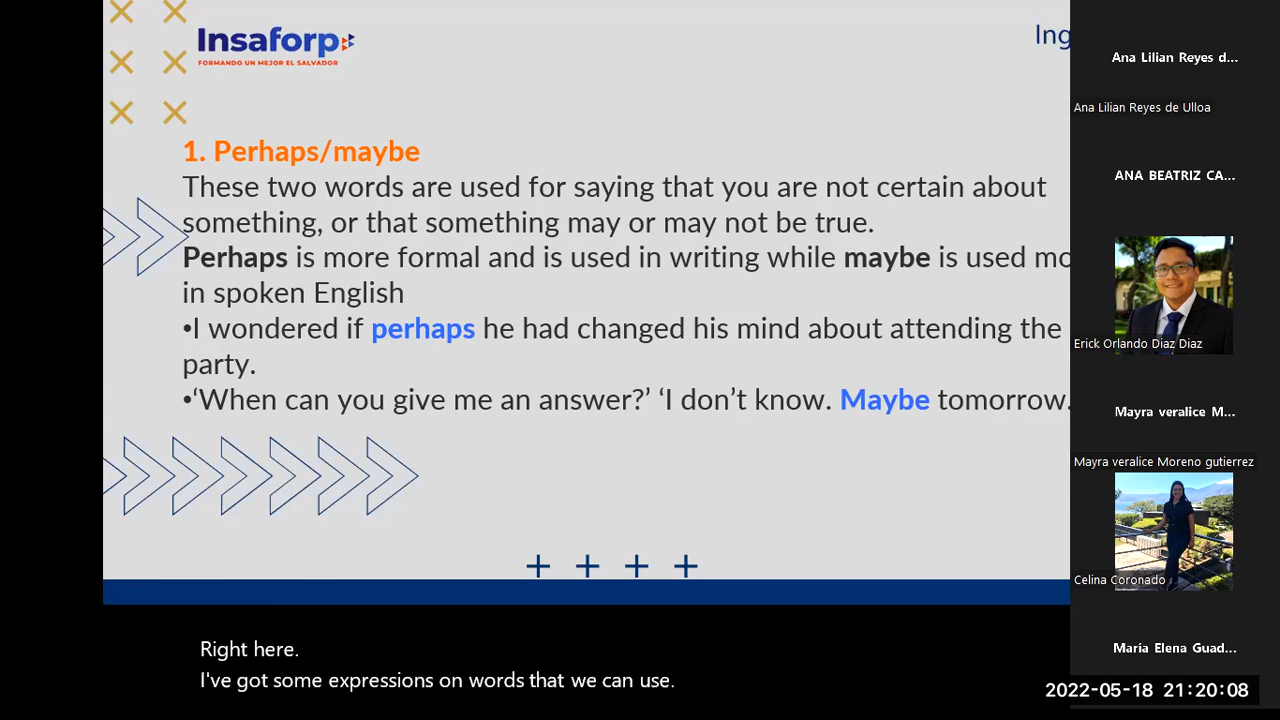 Insaforp
FORMANDO UN MEJOR EL SALVADOR
Ing
1. Perhaps/maybe
These two words are used for saying that you are not certain about
something, or that something may or may not be true.
Perhaps is more formal and is used in writing while maybe is used mo
in spoken English
•I wondered if perhaps he had changed his mind about attending the
party.
•‘When can you give me an answer?’ ‘I don’t know. Maybe tomorrow.
Right here.
I've got some expressions on words that we can use.
Ana Lilian Reyes d...
Ana Lilian Reyes de Ulloa
ANA BEATRIZ CA...
Erick Orlando Diaz Diaz
Mayra veralice M...
Mayra veralice Moreno gutierrez
Celina Coronado
María Elena Guad...
2022-05-18 21:20:08